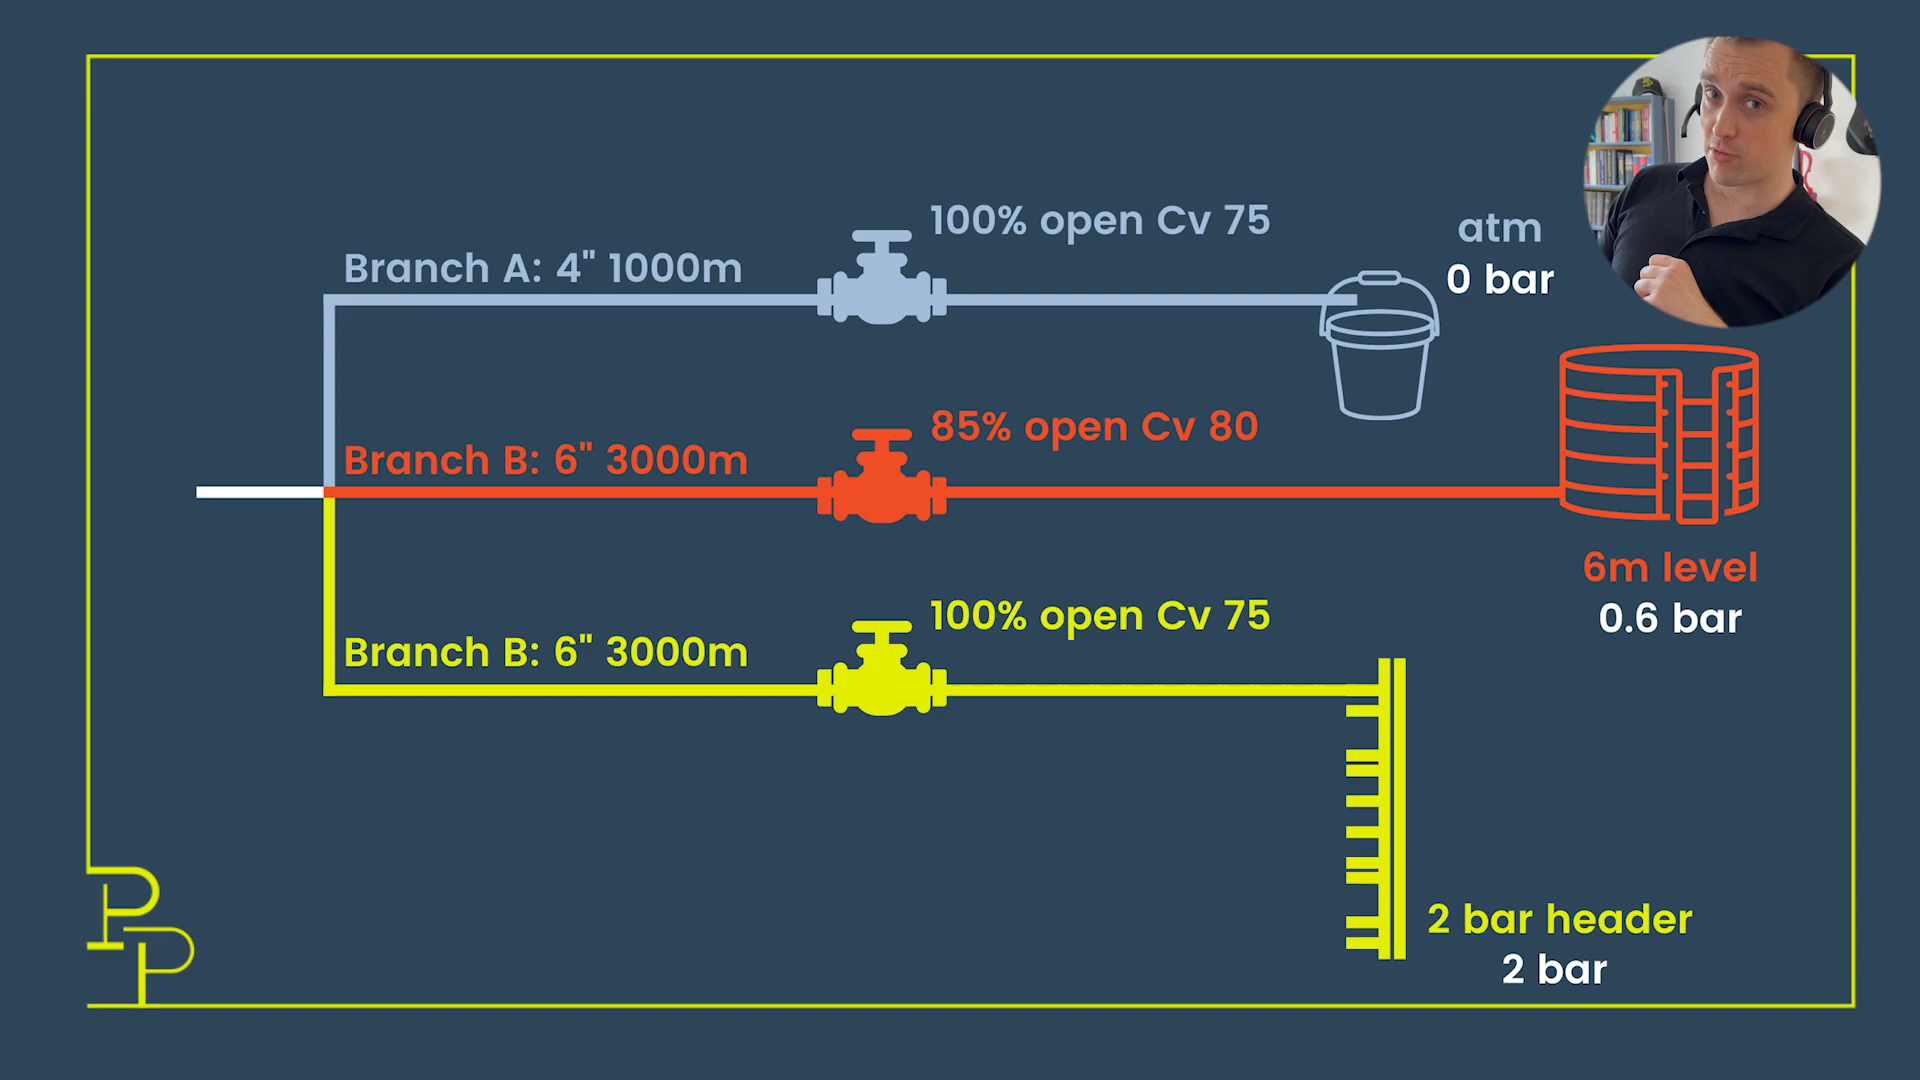 100% open Cv 75
atm
Branch A: 4" 1000m
0 bar
85% open Cv 80
Branch B: 6" 3000m
6m level
0.6 bar
100% open Cv 75
Branch B: 6" 3000m
2 bar header
2 bar
PP